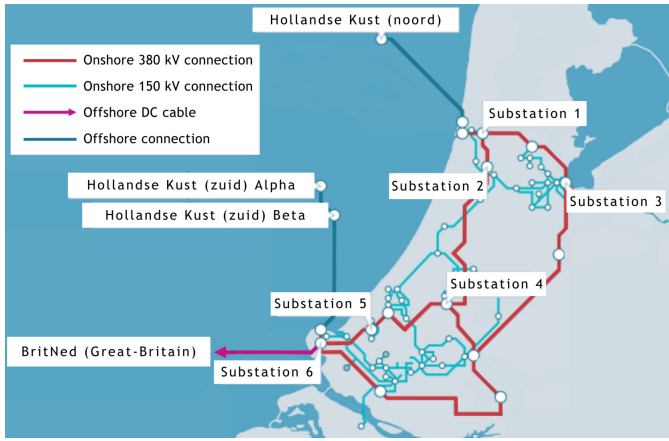 Hollandse Kust (noord)
Onshore 380 kV connection
Onshore 150 kV connection
Offshore DC cable
Offshore connection
Substation 1
Hollandse Kust (zuid) Alpha
Substation 2
Substation 3
Hollandse Kust (zuid) Beta
Substation 4
Substation 5
BritNed (Great-Britain)
Substation 6